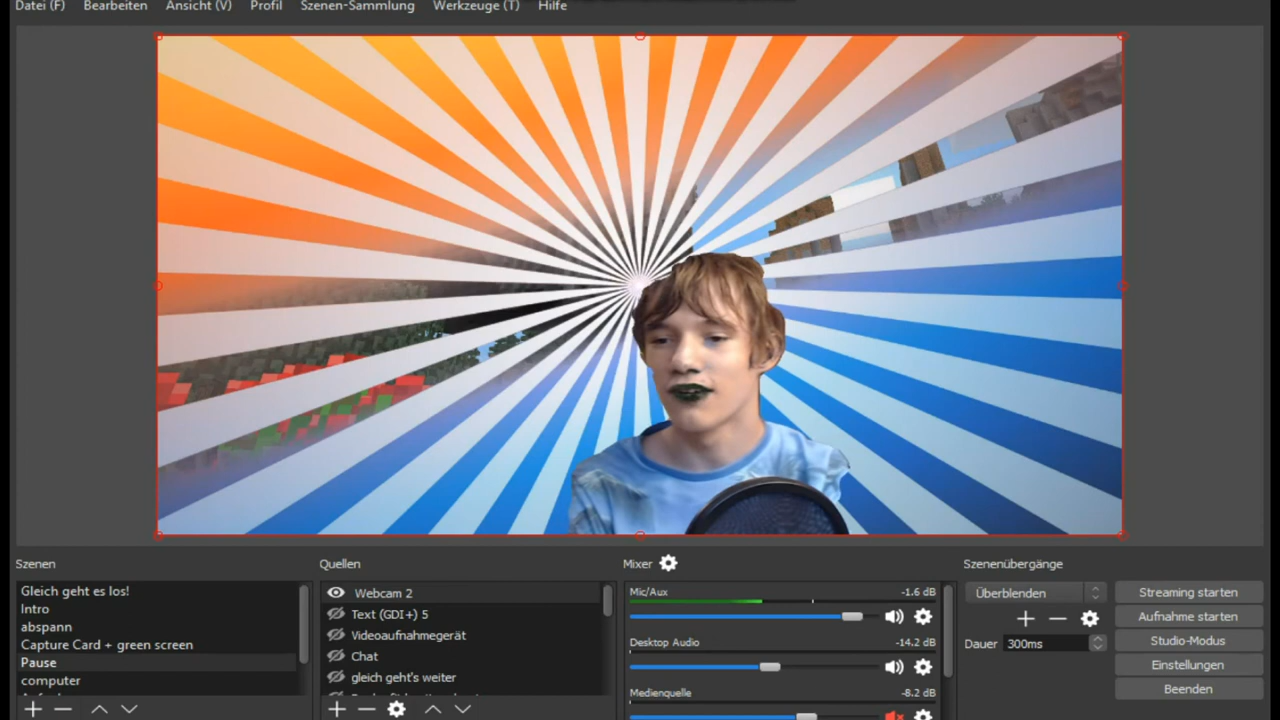 Datei (F) Bearbeiten Ansicht (V) Profil Szenen-Sammlung Werkzeuge (T) Hilfe
Szenen
Gleich geht es los!
Intro
abspann
Capture Card + green screen
Pause
computer
Quellen
Webcam 2
Text (GDI+) 5
Videoaufnahmegerät
Chat
gleich geht's weiter
Mixer
Mic/Aux -1.6 dB
Desktop Audio -14.2 dB
Medienquelle -8.2 dB
Szenenübergänge
Überblenden
Dauer 300ms
Streaming starten
Aufnahme starten
Studio-Modus
Einstellungen
Beenden